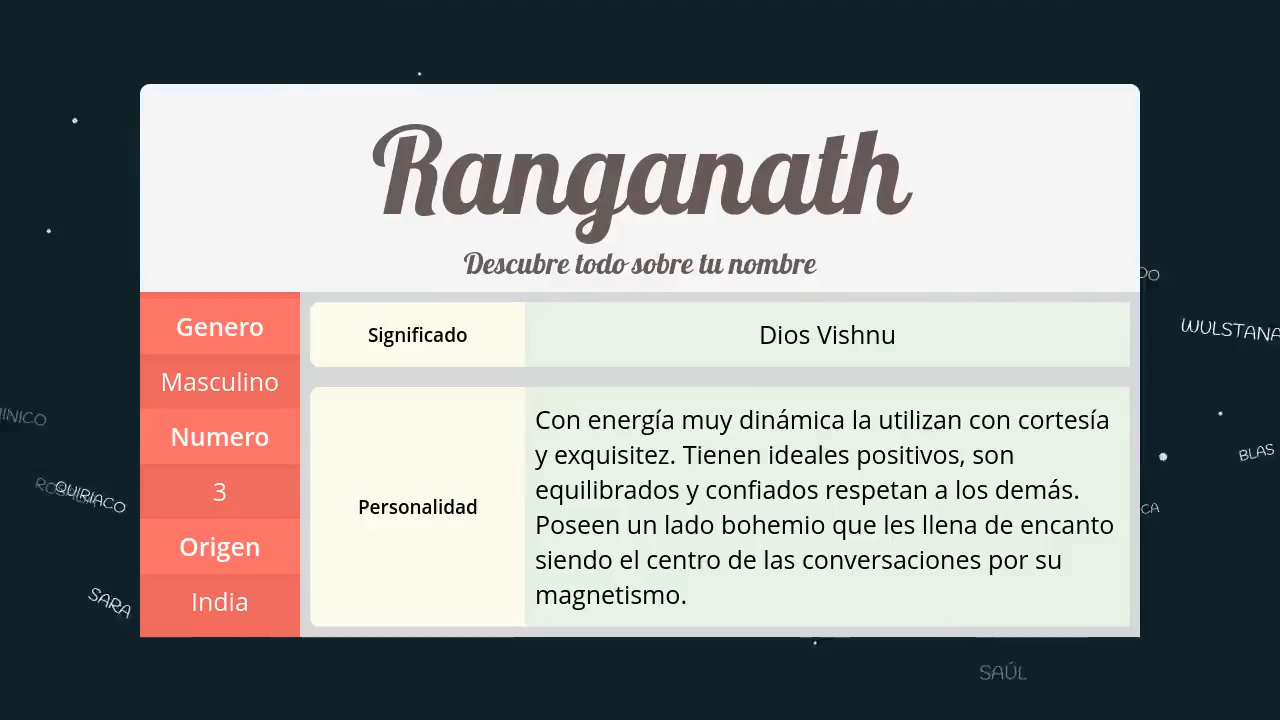 Ranganath
Descubre todo sobre tu nombre
Genero
Masculino
Numero
3
Origen
India
Significado
Dios Vishnu
Personalidad
Con energía muy dinámica la utilizan con cortesía
y exquisitez. Tienen ideales positivos, son
equilibrados y confiados respetan a los demás.
Poseen un lado bohemio que les llena de encanto
siendo el centro de las conversaciones por su
magnetismo.
WULSTANA
BLAS
QUIRIACO
SARA
SAÚL